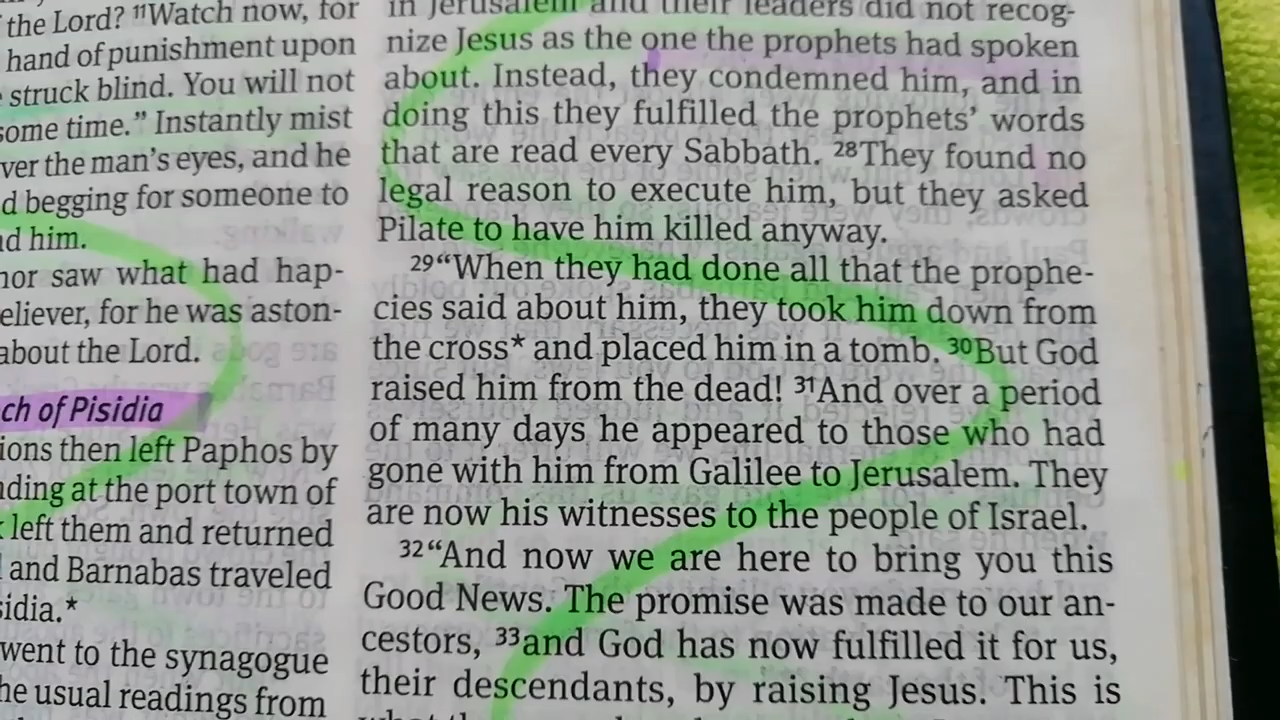 the Lord? 11Watch now, for
hand of punishment upon
struck blind. You will not
some time.” Instantly mist
ver the man’s eyes, and he
d begging for someone to
d him.
nor saw what had hap-
eliever, for he was aston-
about the Lord.
ch of Pisidia
ions then left Paphos by
ding at the port town of
left them and returned
and Barnabas traveled
sidia.*
went to the synagogue
he usual readings from
in Jerusalem and their leaders did not recog-
nize Jesus as the one the prophets had spoken
about. Instead, they condemned him, and in
doing this they fulfilled the prophets’ words
that are read every Sabbath. 28They found no
legal reason to execute him, but they asked
Pilate to have him killed anyway.
29“When they had done all that the prophe-
cies said about him, they took him down from
the cross* and placed him in a tomb. 30But God
raised him from the dead! 31And over a period
of many days he appeared to those who had
gone with him from Galilee to Jerusalem. They
are now his witnesses to the people of Israel.
32“And now we are here to bring you this
Good News. The promise was made to our an-
cestors, 33and God has now fulfilled it for us,
their descendants, by raising Jesus. This is